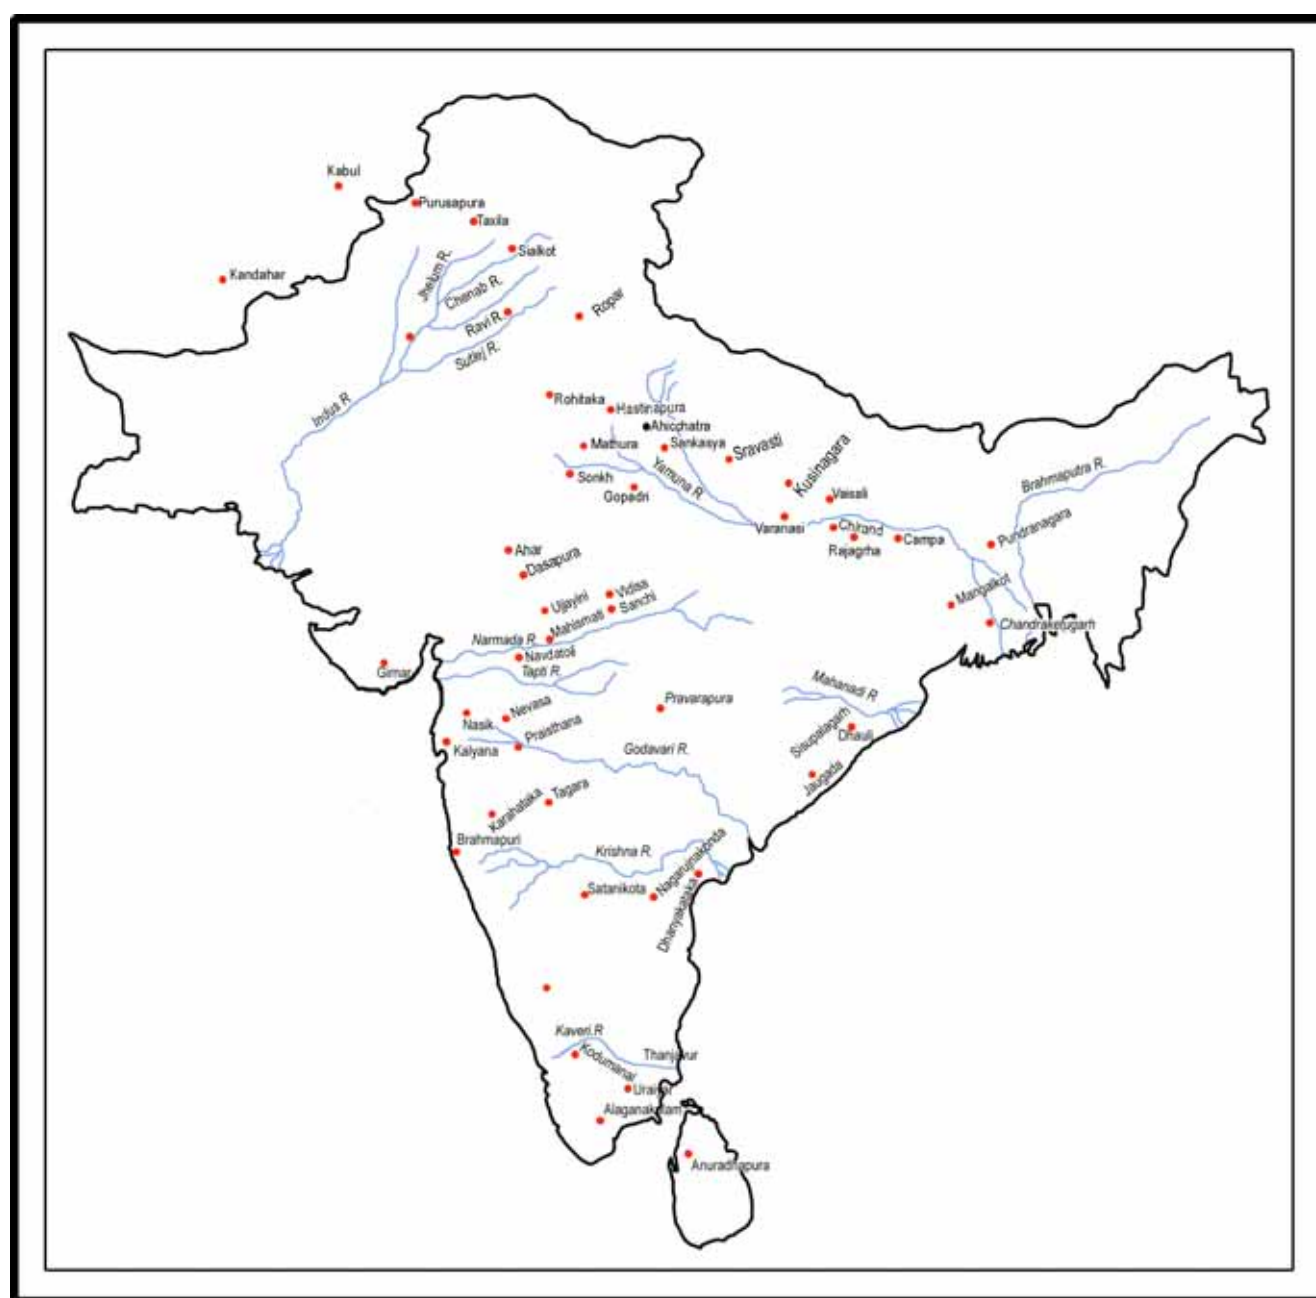 Kabul
Purusapura
Taxila
Sialkot
Kandahar
Jhelum R.
Chenab R.
Ravi R.
Sutlej R.
Ropar
Indus R
Rohitaka
Hastinapura
Ahicchatra
Mathura
Sankasya
Sravasti
Kusinagara
Sonkh
Gopadri
Yamuna R.
Vaisali
Brahmaputra R.
Varanasi
Chirand
Rajagrha
Campa
Pundranagara
Ahar
Dasapura
Vidisa
Ujjayini
Sanchi
Mahismati
Mangalkot
Chandraketugarh
Narmada R.
Navdatoli
Girnar
Tapti R.
Mahanadi R
Pravarapura
Nevasa
Nasik
Praisthana
Sisupalagarh
Dhauli
Kalyana
Godavari R.
Jaugada
Karahataka
Tagara
Brahmapuri
Krishna R.
Nagarujnakonda
Satanikota
Dhanyakataka
Kaveri.R
Kodumanal
Thanjavur
Uraiyur
Alaganakulam
Anuradhapura